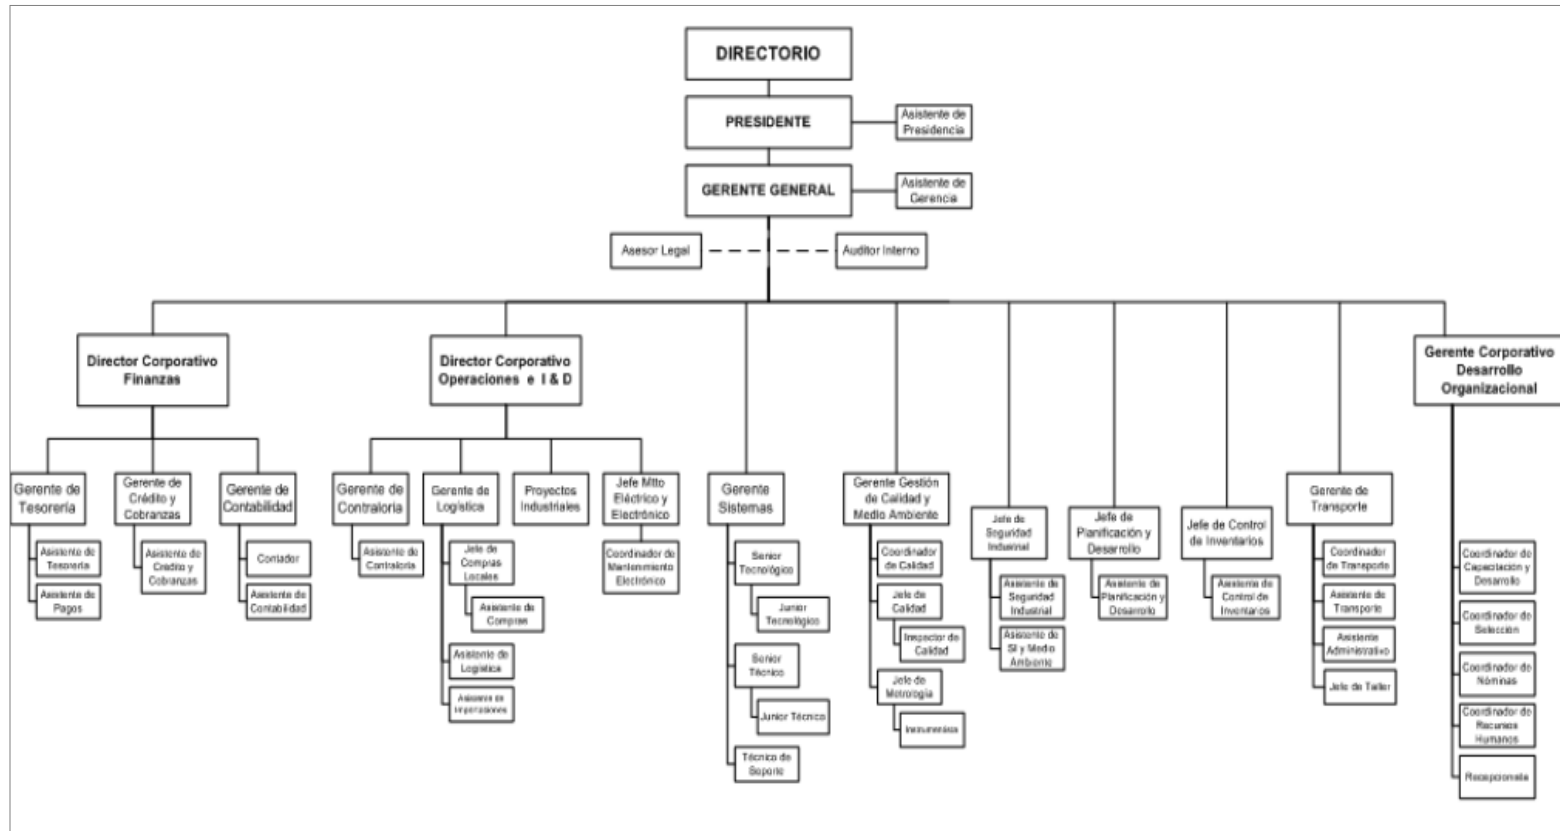 DIRECTORIO
PRESIDENTE
Asistente de
Presidencia
GERENTE GENERAL
Asistente de
Gerencia
Asesor Legal
Auditor Interno
Director Corporativo
Finanzas
Director Corporativo
Operaciones e I & D
Gerente Corporativo
Desarrollo
Organizacional
Gerente de
Tesorería
Gerente de
Crédito y
Cobranzas
Gerente de
Contabilidad
Gerente de
Contraloria
Gerente de
Logística
Proyectos
Industriales
Jefe Mtto
Eléctrico y
Electrónico
Gerente
Sistemas
Gerente Gestión
de Calidad y
Medio Ambiente
Jefe de
Seguridad
Industrial
Jefe de
Planificación y
Desarrollo
Jefe de Control
de Inventarios
Gerente de
Transporte
Asistente de
Tesorería
Asistente de
Pagos
Asistente de
Crédito y
Cobranzas
Contador
Asistente de
Contabilidad
Asistente de
Contraloria
Jefe de
Compras
Locales
Asistente de
Compras
Asistente de
Logística
Asistente de
Importaciones
Coordinador de
Mantenimiento
Electrónico
Senior
Tecnológico
Junior
Tecnológico
Senior
Técnico
Junior Técnico
Técnico de
Soporte
Coordinador
de Calidad
Jefe de
Calidad
Inspector de
Calidad
Jefe de
Metrología
Instrumentista
Asistente de
Seguridad
Industrial
Asistente de
SI y Medio
Ambiente
Asistente de
Planificación y
Desarrollo
Asistente de
Control de
Inventarios
Coordinador
de Transporte
Asistente de
Transporte
Asistente
Administrativo
Jefe de Taller
Coordinador de
Capacitación y
Desarrollo
Coordinador de
Selección
Coordinador de
Nóminas
Coordinador de
Recursos
Humanos
Recepcionista